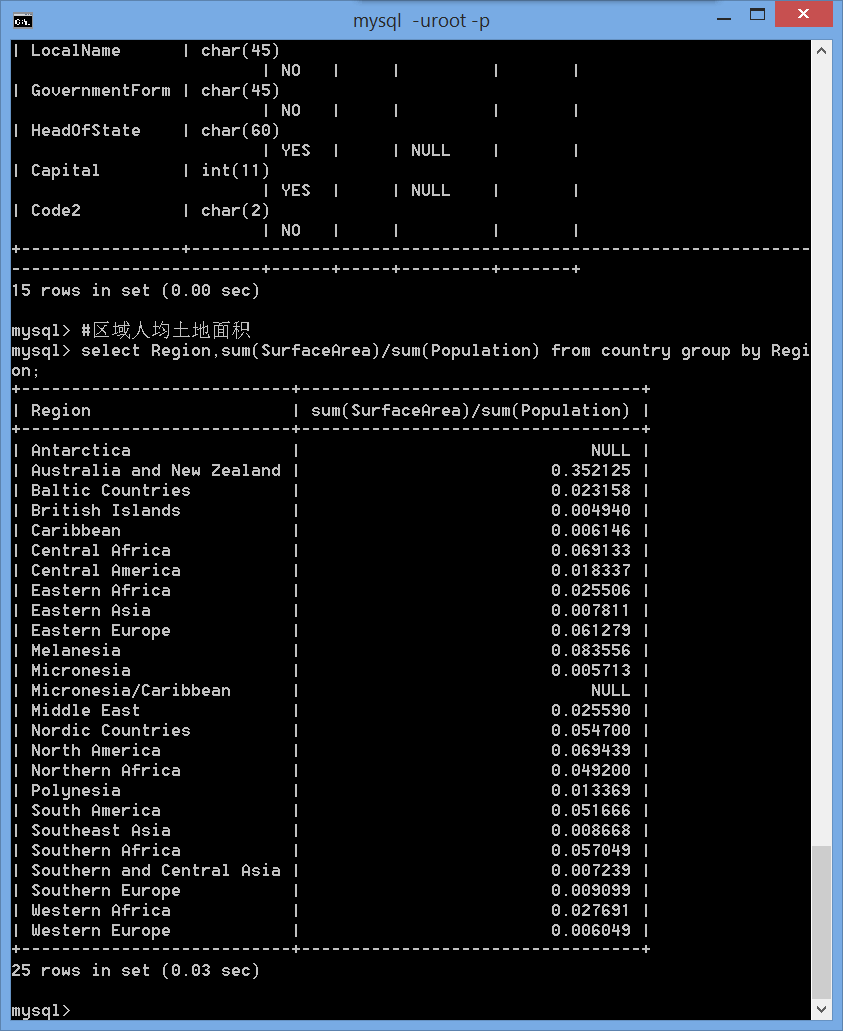 mysql  -uroot -p
| LocalName      | char(45)
                         | NO   |     |         |       |
| GovernmentForm | char(45)
                         | NO   |     |         |       |
| HeadOfState    | char(60)
                         | YES  |     | NULL    |       |
| Capital        | int(11)
                         | YES  |     | NULL    |       |
| Code2          | char(2)
                         | NO   |     |         |       |
+----------------+--------------------------------------------------------------
-------------------------+------+-----+---------+-------+
15 rows in set (0.00 sec)
mysql> #区域人均土地面积
mysql> select Region,sum(SurfaceArea)/sum(Population) from country group by Regi
on;
+---------------------------+----------------------------------+
| Region                    | sum(SurfaceArea)/sum(Population) |
+---------------------------+----------------------------------+
| Antarctica                |                             NULL |
| Australia and New Zealand |                         0.352125 |
| Baltic Countries          |                         0.023158 |
| British Islands           |                         0.004940 |
| Caribbean                 |                         0.006146 |
| Central Africa            |                         0.069133 |
| Central America           |                         0.018337 |
| Eastern Africa            |                         0.025506 |
| Eastern Asia              |                         0.007811 |
| Eastern Europe            |                         0.061279 |
| Melanesia                 |                         0.083556 |
| Micronesia                |                         0.005713 |
| Micronesia/Caribbean      |                             NULL |
| Middle East               |                         0.025590 |
| Nordic Countries          |                         0.054700 |
| North America             |                         0.069439 |
| Northern Africa           |                         0.049200 |
| Polynesia                 |                         0.013369 |
| South America             |                         0.051666 |
| Southeast Asia            |                         0.008668 |
| Southern Africa           |                         0.057049 |
| Southern and Central Asia |                         0.007239 |
| Southern Europe           |                         0.009099 |
| Western Africa            |                         0.027691 |
| Western Europe            |                         0.006049 |
+---------------------------+----------------------------------+
25 rows in set (0.03 sec)
mysql>